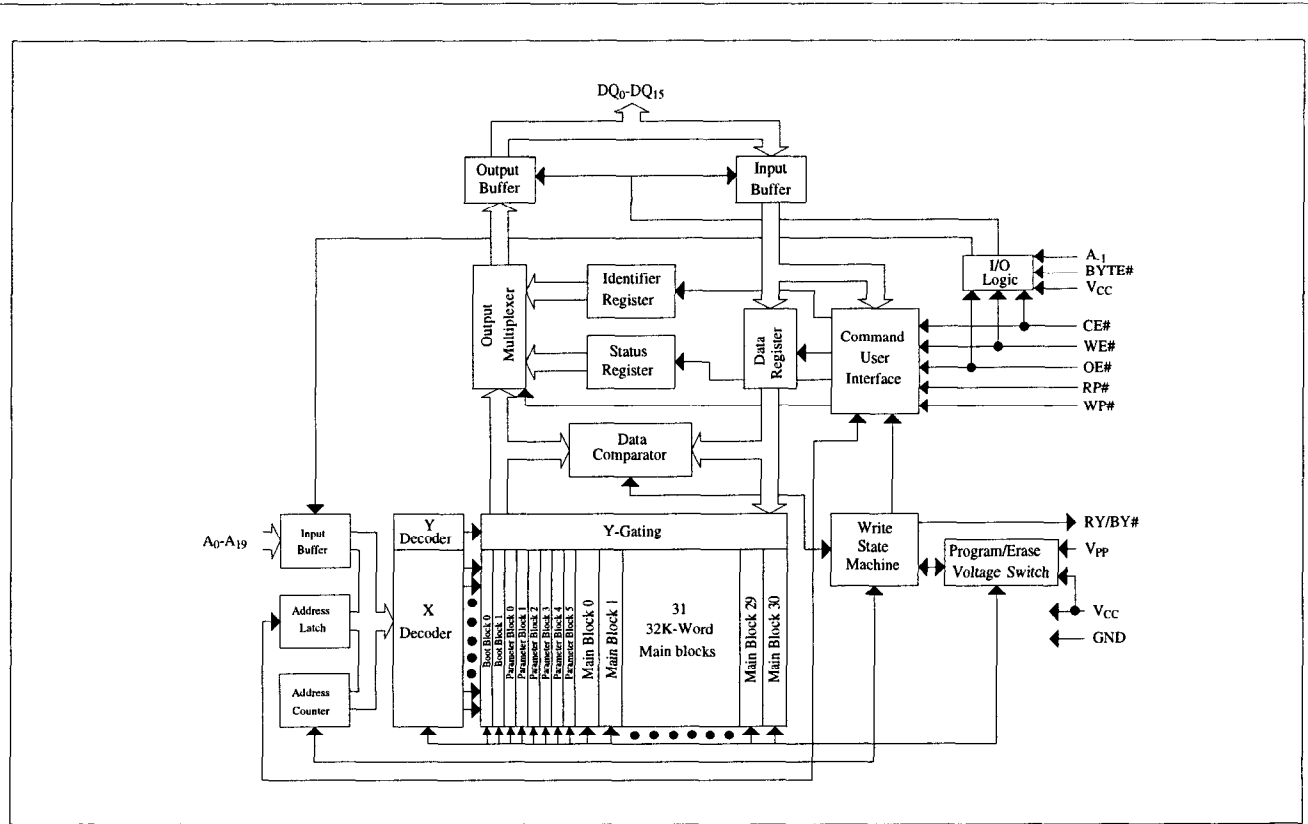 DQ0-DQ15
Output
Buffer
Input
Buffer
Output
Multiplexer
Identifier
Register
Status
Register
Data
Register
Command
User
Interface
I/O
Logic
A-1
BYTE#
VCC
CE#
WE#
OE#
RP#
WP#
Data
Comparator
A0-A19
Input
Buffer
Address
Latch
Address
Counter
Y
Decoder
X
Decoder
Y-Gating
Boot Block 0
Boot Block 1
Parameter Block 0
Parameter Block 1
Parameter Block 2
Parameter Block 3
Parameter Block 4
Parameter Block 5
Main Block 0
Main Block 1
31
32K-Word
Main blocks
Main Block 29
Main Block 30
Write
State
Machine
Program/Erase
Voltage Switch
RY/BY#
VPP
VCC
GND